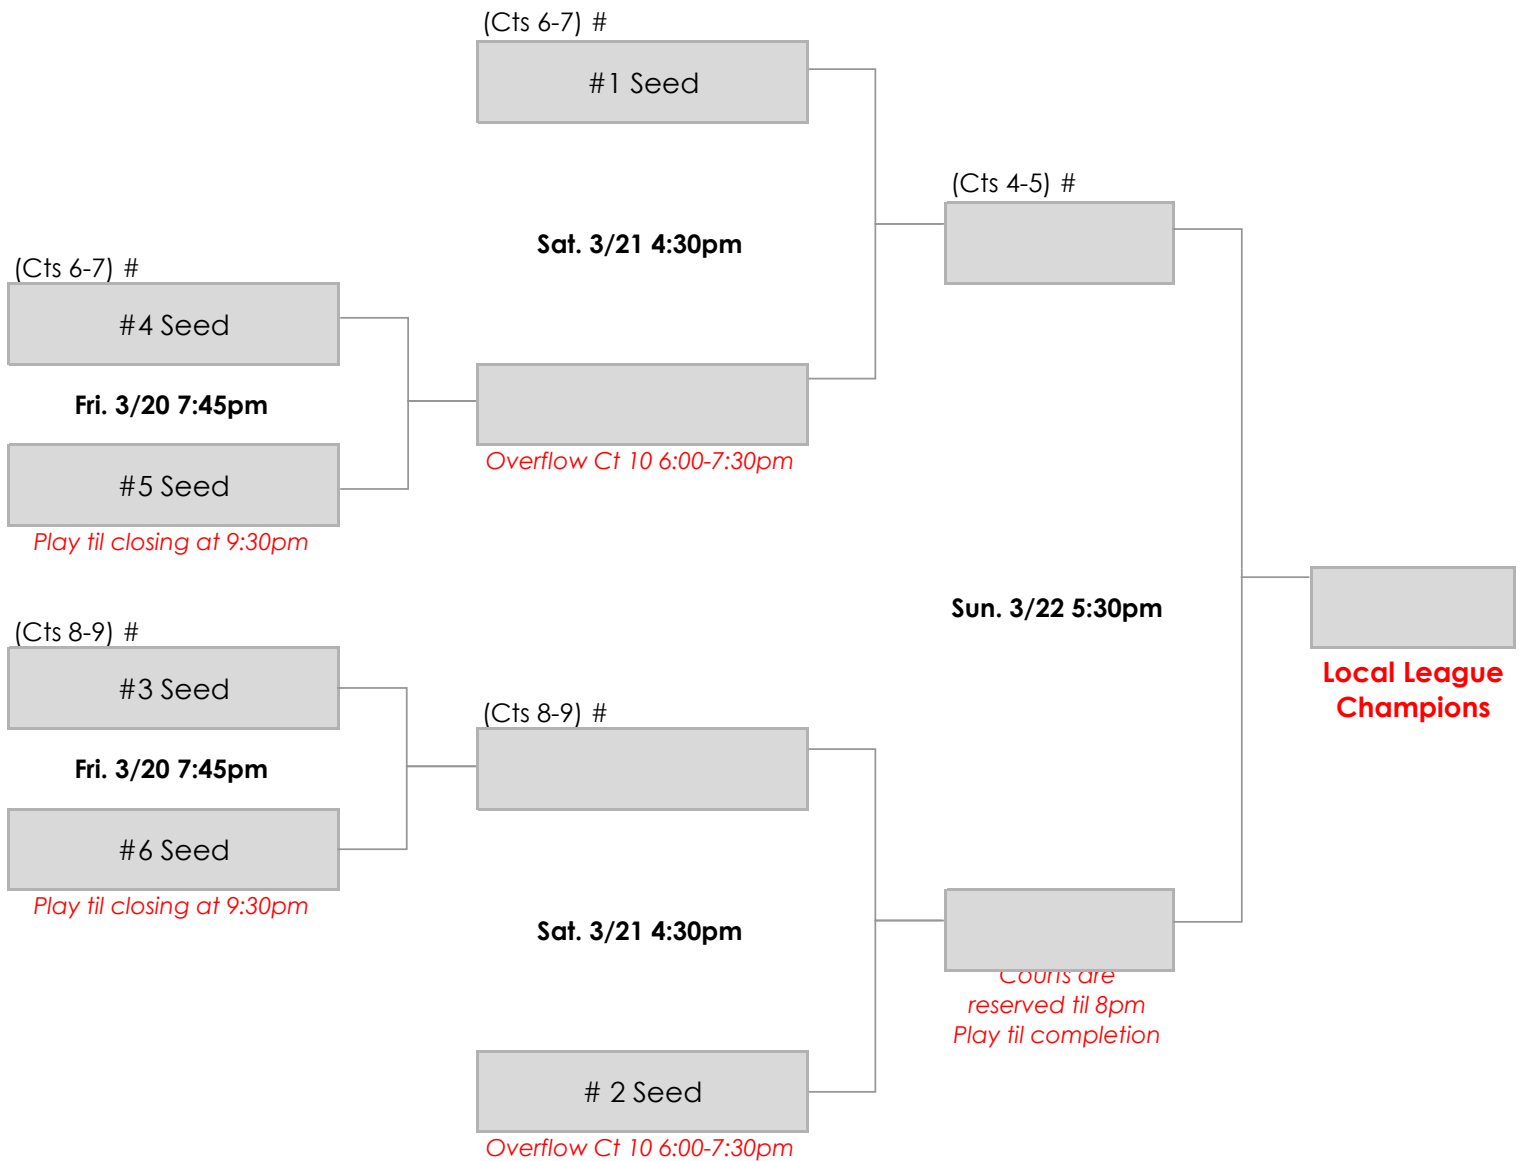 (Cts 6-7) #
#1 Seed
Sat. 3/21 4:30pm
(Cts 4-5) #
(Cts 6-7) #
#4 Seed
Fri. 3/20 7:45pm
#5 Seed
Play til closing at 9:30pm
Overflow Ct 10 6:00-7:30pm
Sun. 3/22 5:30pm
Local League
Champions
(Cts 8-9) #
#3 Seed
Fri. 3/20 7:45pm
#6 Seed
Play til closing at 9:30pm
(Cts 8-9) #
Sat. 3/21 4:30pm
# 2 Seed
Overflow Ct 10 6:00-7:30pm
Courts are
reserved til 8pm
Play til completion